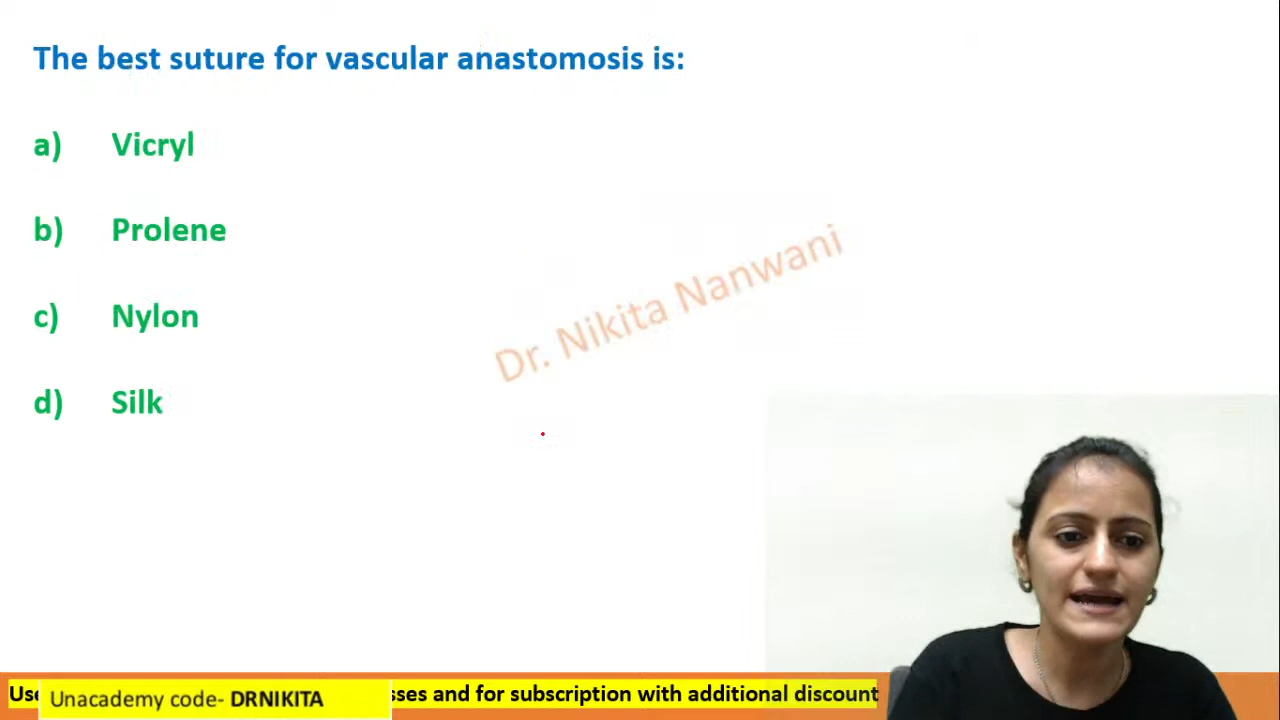 The best suture for vascular anastomosis is:
a) Vicryl
b) Prolene
Dr. Nikita Nanwani
c) Nylon
d) Silk
Unacademy code- DRNIKITA
and for subscription with additional discount